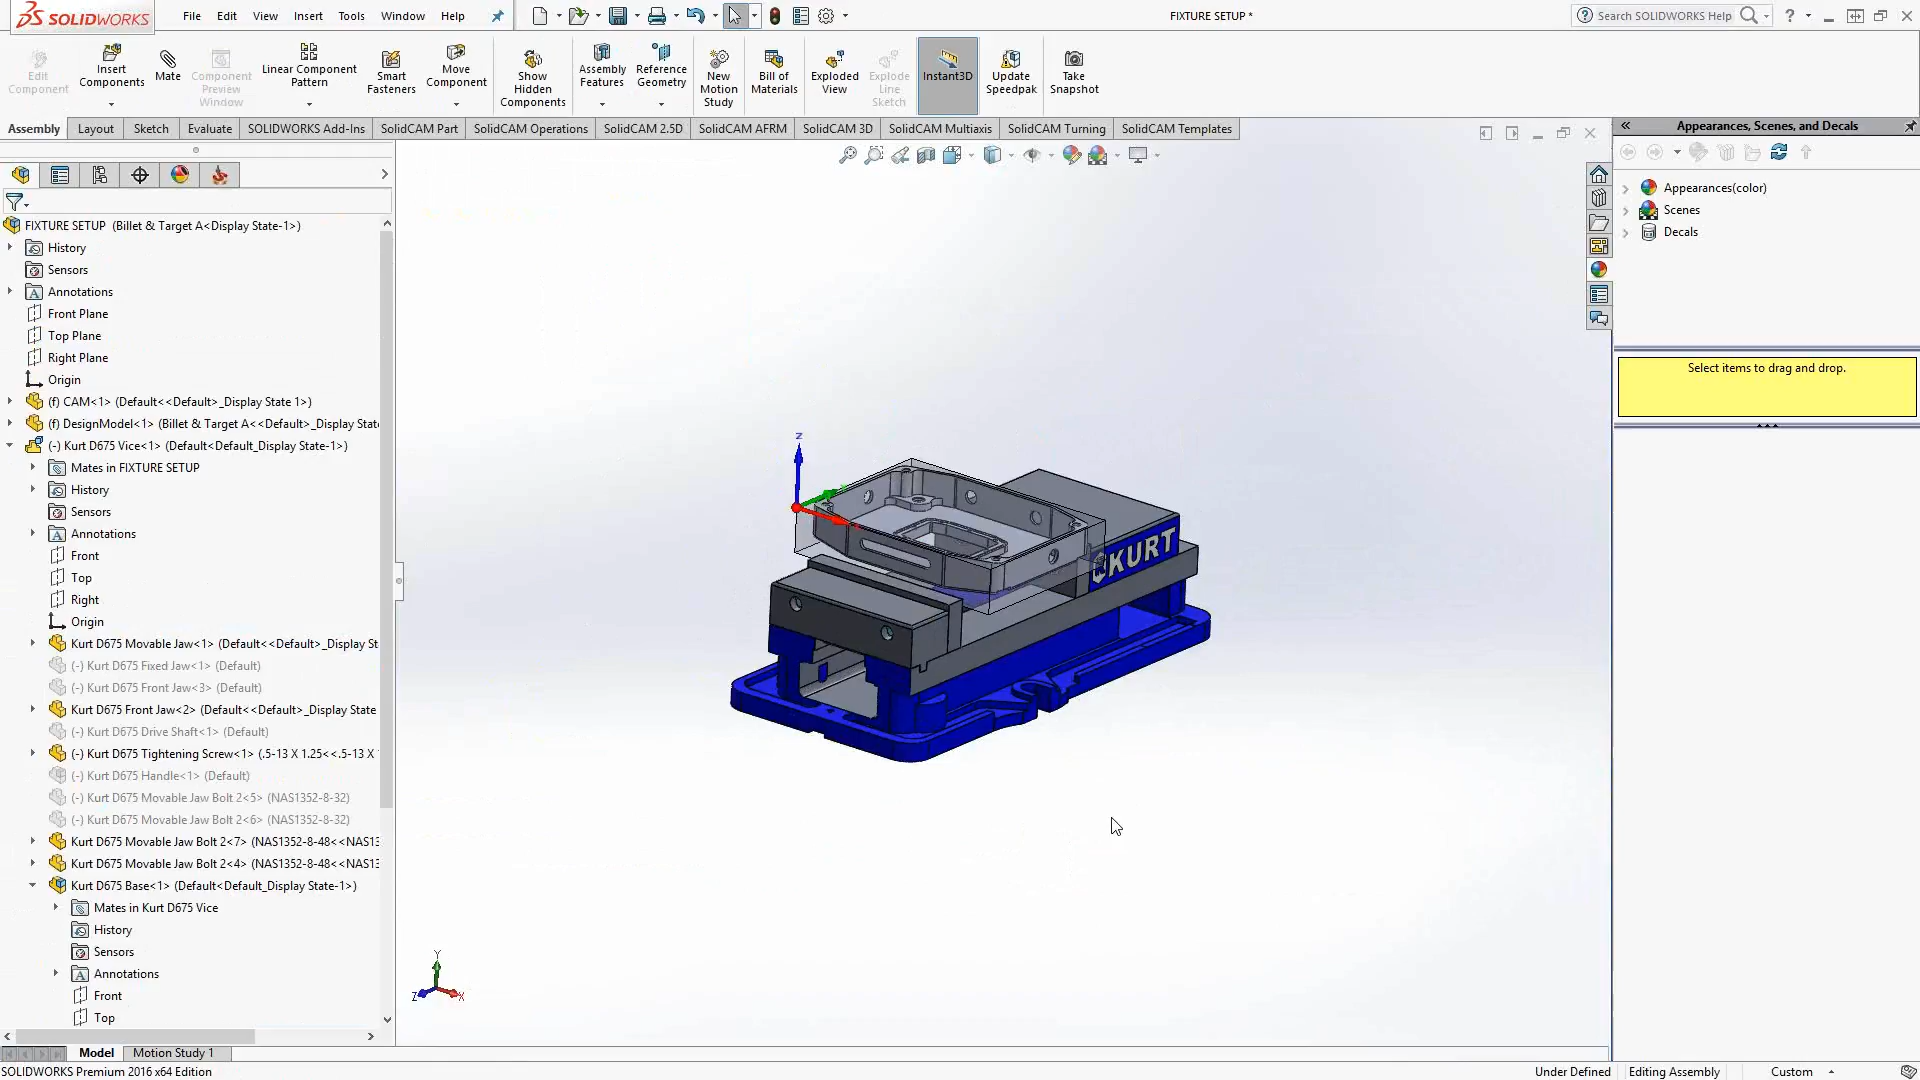 SOLIDWORKS
File Edit View Insert Tools Window Help
FIXTURE SETUP *
Search SOLIDWORKS Help
Edit Component
Insert Components
Mate
Component Preview Window
Linear Component Pattern
Smart Fasteners
Move Component
Show Hidden Components
Assembly Features
Reference Geometry
New Motion Study
Bill of Materials
Exploded View
Explode Line Sketch
Instant3D
Update Speedpak
Take Snapshot
Assembly Layout Sketch Evaluate SOLIDWORKS Add-Ins SolidCAM Part SolidCAM Operations SolidCAM 2.5D SolidCAM AFRM SolidCAM 3D SolidCAM Multiaxis SolidCAM Turning SolidCAM Templates
Appearances, Scenes, and Decals
Appearances(color)
Scenes
Decals
Select items to drag and drop.
FIXTURE SETUP (Billet & Target A<Display State-1>)
History
Sensors
Annotations
Front Plane
Top Plane
Right Plane
Origin
(f) CAM<1> (Default<<Default>_Display State 1>)
(f) DesignModel<1> (Billet & Target A<<Default>_Display Stat
(-) Kurt D675 Vice<1> (Default<Default_Display State-1>)
Mates in FIXTURE SETUP
History
Sensors
Annotations
Front
Top
Right
Origin
Kurt D675 Movable Jaw<1> (Default<<Default>_Display St
(-) Kurt D675 Fixed Jaw<1> (Default)
(-) Kurt D675 Front Jaw<3> (Default)
Kurt D675 Front Jaw<2> (Default<<Default>_Display State
(-) Kurt D675 Drive Shaft<1> (Default)
(-) Kurt D675 Tightening Screw<1> (.5-13 X 1.25<<.5-13 X
(-) Kurt D675 Handle<1> (Default)
(-) Kurt D675 Movable Jaw Bolt 2<5> (NAS1352-8-32)
(-) Kurt D675 Movable Jaw Bolt 2<6> (NAS1352-8-32)
Kurt D675 Movable Jaw Bolt 2<7> (NAS1352-8-48<<NAS13
Kurt D675 Movable Jaw Bolt 2<4> (NAS1352-8-48<<NAS13
Kurt D675 Base<1> (Default<Default_Display State-1>)
Mates in Kurt D675 Vice
History
Sensors
Annotations
Front
Top
Z
KURT
Y
Z X
Model Motion Study 1
SOLIDWORKS Premium 2016 x64 Edition
Under Defined Editing Assembly Custom